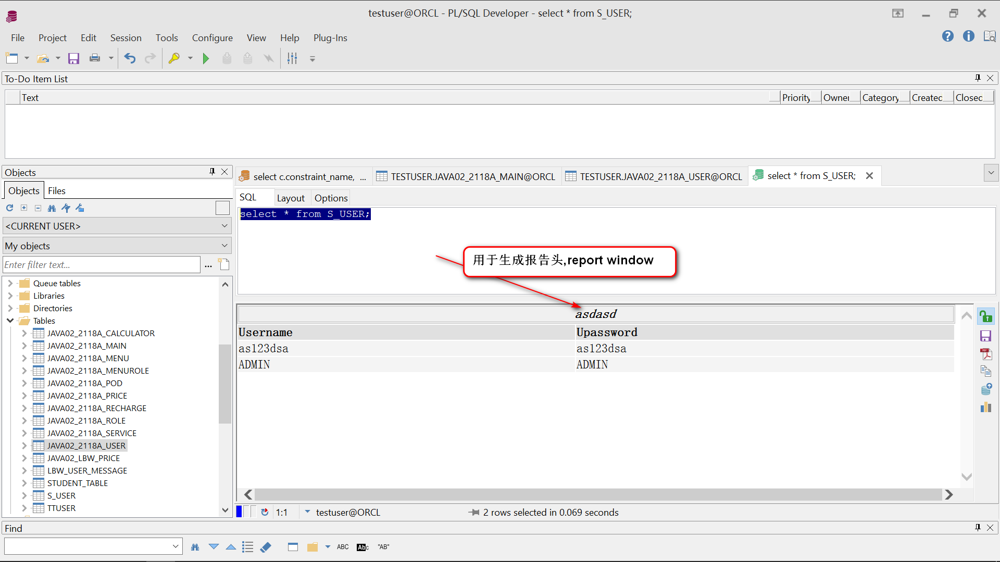 testuser@ORCL - PL/SQL Developer - select * from S_USER;
File Project Edit Session Tools Configure View Help Plug-Ins
To-Do Item List
Text Priority Owner Category Created Closed
Objects
Objects Files
<CURRENT USER>
My objects
Enter filter text...
...
Queue tables
Libraries
Directories
Tables
JAVA02_2118A_CALCULATOR
JAVA02_2118A_MAIN
JAVA02_2118A_MENU
JAVA02_2118A_MENUROLE
JAVA02_2118A_POD
JAVA02_2118A_PRICE
JAVA02_2118A_RECHARGE
JAVA02_2118A_ROLE
JAVA02_2118A_SERVICE
JAVA02_2118A_USER
JAVA02_LBW_PRICE
LBW_USER_MESSAGE
STUDENT_TABLE
S_USER
TTUSER
select c.constraint_name, ... TESTUSER.JAVA02_2118A_MAIN@ORCL TESTUSER.JAVA02_2118A_USER@ORCL select * from S_USER;
SQL Layout Options
select * from S_USER;
用于生成报告头,report window
asdasd
Username Upassword
as123dsa as123dsa
ADMIN ADMIN
1:1 testuser@ORCL 2 rows selected in 0.069 seconds
Find
ABC Abc "AB"